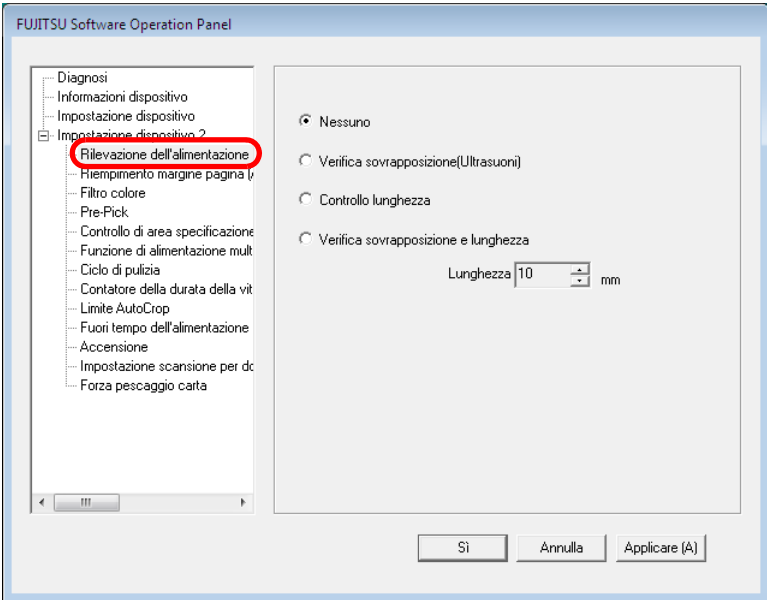 FUJITSU Software Operation Panel
Diagnosi
Informazioni dispositivo
Impostazione dispositivo
Impostazione dispositivo 2
Rilevazione dell'alimentazione
Riempimento margine pagina (
Filtro colore
Pre-Pick
Controllo di area specificazione
Funzione di alimentazione mult
Ciclo di pulizia
Contatore della durata della vit
Limite AutoCrop
Fuori tempo dell'alimentazione
Accensione
Impostazione scansione per do
Forza pescaggio carta
Nessuno
Verifica sovrapposizione(Ultrasuoni)
Controllo lunghezza
Verifica sovrapposizione e lunghezza
Lunghezza 10 mm
Sì Annulla Applicare (A)